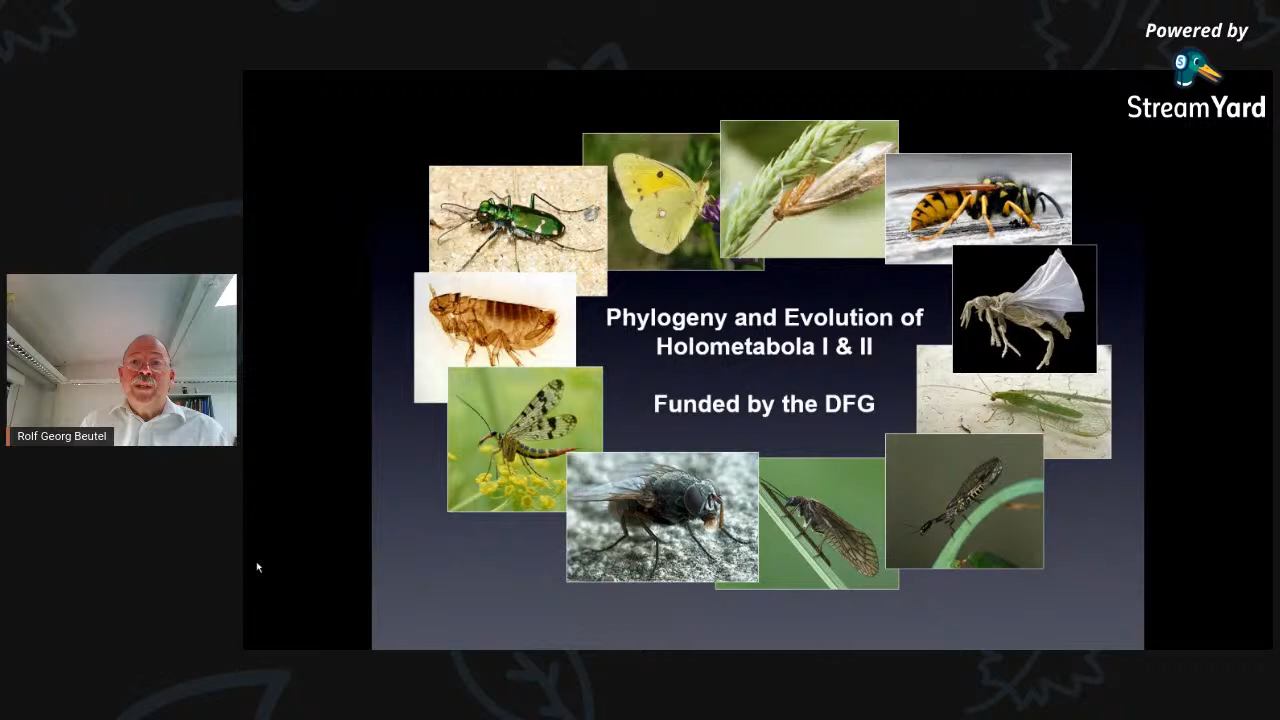 Powered by
StreamYard
Phylogeny and Evolution of
Holometabola I & II
Funded by the DFG
Rolf Georg Beutel